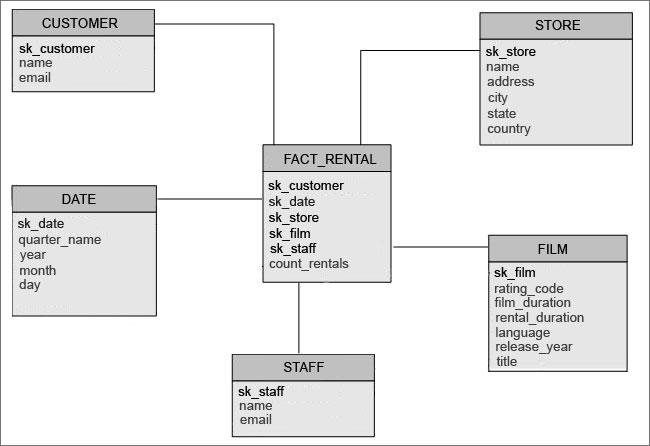 CUSTOMER
sk_customer
name
email
STORE
sk_store
name
address
city
state
country
FACT_RENTAL
sk_customer
sk_date
sk_store
sk_film
sk_staff
count_rentals
DATE
sk_date
quarter_name
year
month
day
FILM
sk_film
rating_code
film_duration
rental_duration
language
release_year
title
STAFF
sk_staff
name
email